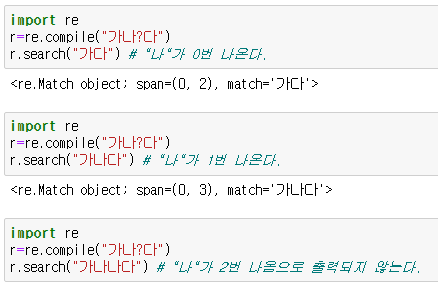 import re
r=re.compile("가나?다")
r.search("가다") # "나"가 0번 나온다.
<re.Match object; span=(0, 2), match='가다'>
import re
r=re.compile("가나?다")
r.search("가나다") # "나"가 1번 나온다.
<re.Match object; span=(0, 3), match='가나다'>
import re
r=re.compile("가나?다")
r.search("가나나다") # "나"가 2번 나옴으로 출력되지 않는다.